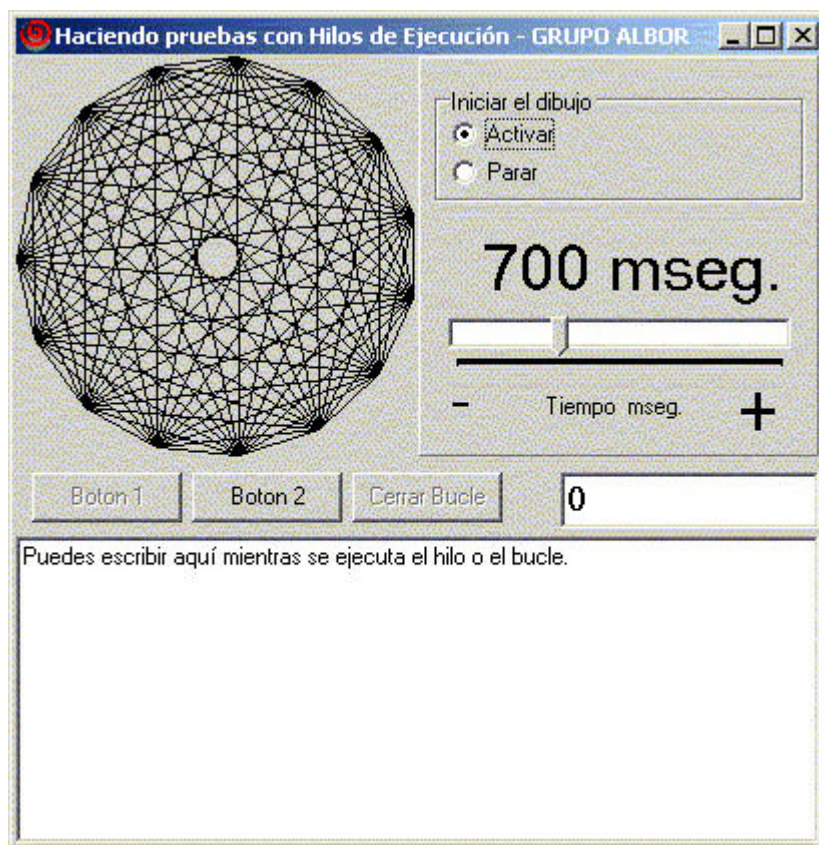 Haciendo pruebas con Hilos de Ejecución - GRUPO ALBOR
Iniciar el dibujo
Activar
Parar
700 mseg.
- Tiempo mseg. +
Boton 1 Boton 2 Cerrar Bucle 0
Puedes escribir aquí mientras se ejecuta el hilo o el bucle.